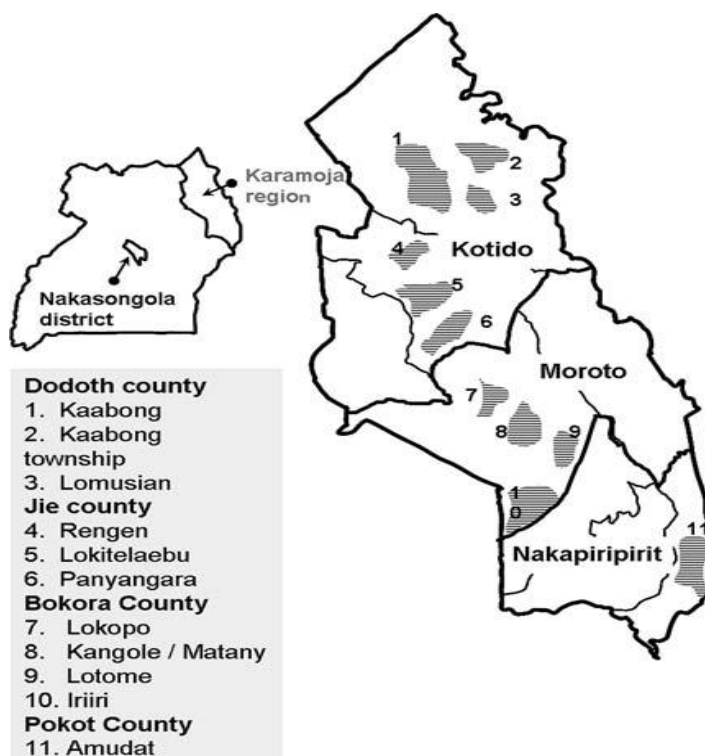 Karamoja
region
Nakasongola
district
1
2
3
4
Kotido
5
6
Moroto
7
8
9
1
0
Nakapiripirit
11
Dodoth county
1. Kaabong
2. Kaabong
township
3. Lomusian
Jie county
4. Rengen
5. Lokitelaebu
6. Panyangara
Bokora County
7. Lokopo
8. Kangole / Matany
9. Lotome
10. Iriiri
Pokot County
11. Amudat